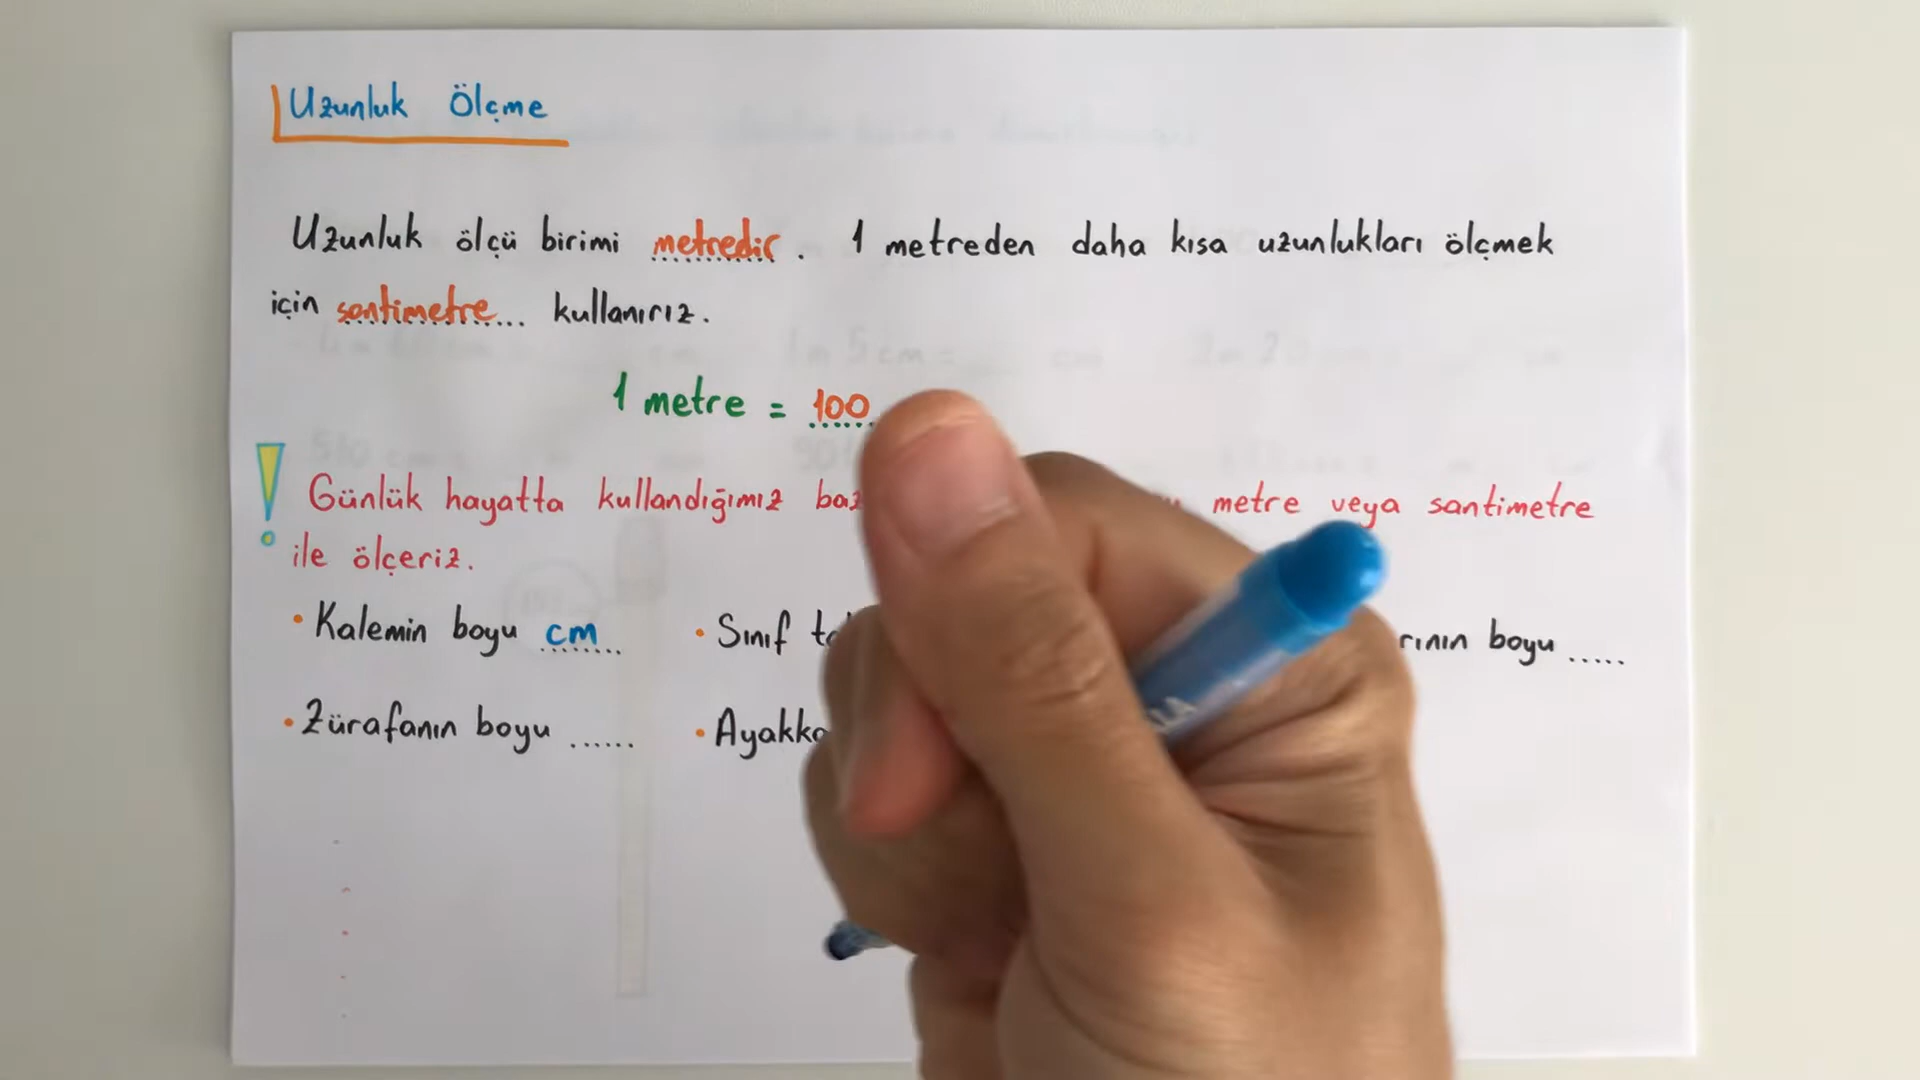 Uzunluk Ölçme
Uzunluk ölçü birimi metredir. 1 metreden daha kısa uzunlukları ölçmek
için santimetre... kullanırız.
1 metre = 100
! Günlük hayatta kullandığımız metre veya santimetre
ile ölçeriz.
• Kalemin boyu cm • Sınıf boyu .....
• Zürafanın boyu ......